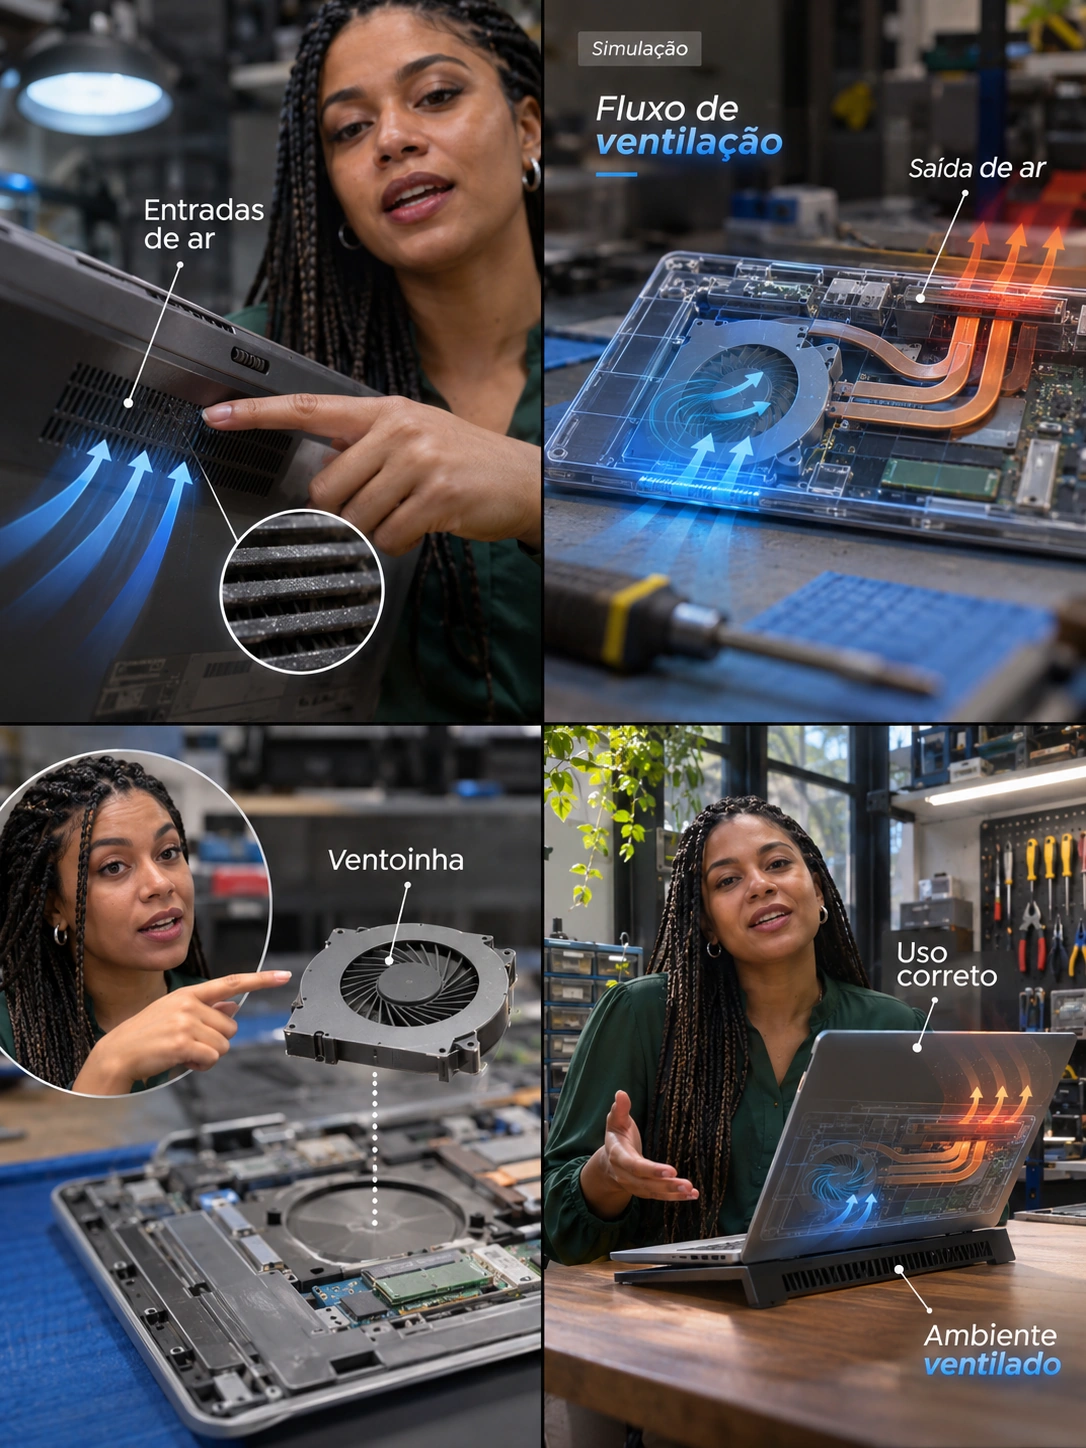 Entradas
de ar
Simulação
Fluxo de
ventilação
Saída de ar
Ventoinha
Uso
correto
Ambiente
ventilado